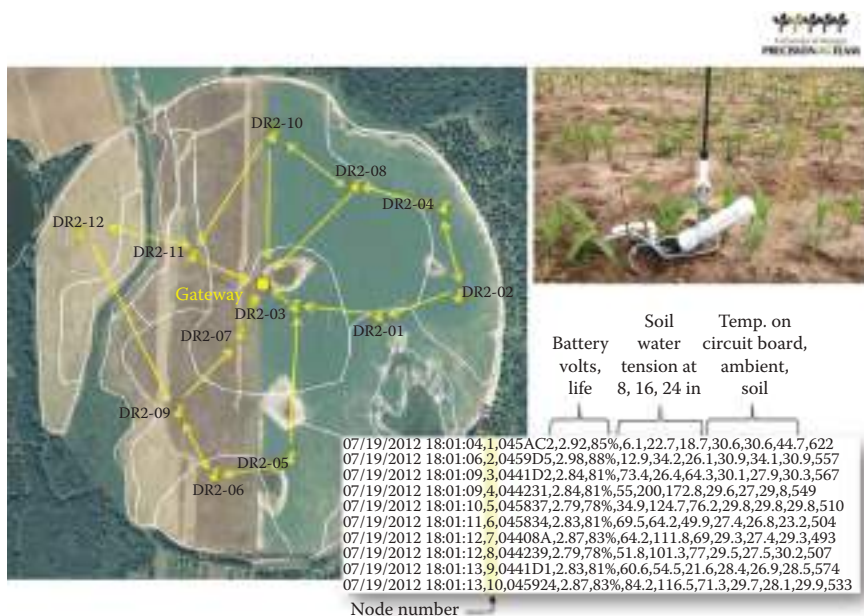 PRECISION AG TEAM
DR2-10
DR2-08
DR2-04
DR2-12
DR2-11
Gateway
DR2-02
DR2-03
DR2-01
DR2-07
DR2-09
DR2-05
DR2-06
Battery
volts,
life
Soil
water
tension at
8, 16, 24 in
Temp. on
circuit board,
ambient,
soil
07/19/2012 18:01:04,1,045AC2,2.92,85%,6.1,22.7,18.7,30.6,30.6,44.7,622
07/19/2012 18:01:06,2,0459D5,2.98,88%,12.9,34.2,26.1,30.9,34.1,30.9,557
07/19/2012 18:01:09,3,0441D2,2.84,81%,73.4,26.4,64.3,30.1,27.9,30.3,567
07/19/2012 18:01:09,4,044231,2.84,81%,55,200,172.8,29.6,27,29,8,549
07/19/2012 18:01:10,5,045837,2.79,78%,34.9,124.7,76.2,29.8,29.8,29.8,510
07/19/2012 18:01:11,6,045834,2.83,81%,69.5,64.2,49.9,27.4,26.8,23.2,504
07/19/2012 18:01:12,7,04408A,2.87,83%,64.2,111.8,69,29.3,27.4,29.3,493
07/19/2012 18:01:12,8,044239,2.79,78%,51.8,101.3,77,29.5,27.5,30.2,507
07/19/2012 18:01:13,9,0441D1,2.83,81%,60.6,54.5,21.6,28.4,26.9,28.5,574
07/19/2012 18:01:13,10,045924,2.87,83%,84.2,116.5,71.3,29.7,28.1,29.9,533
Node number